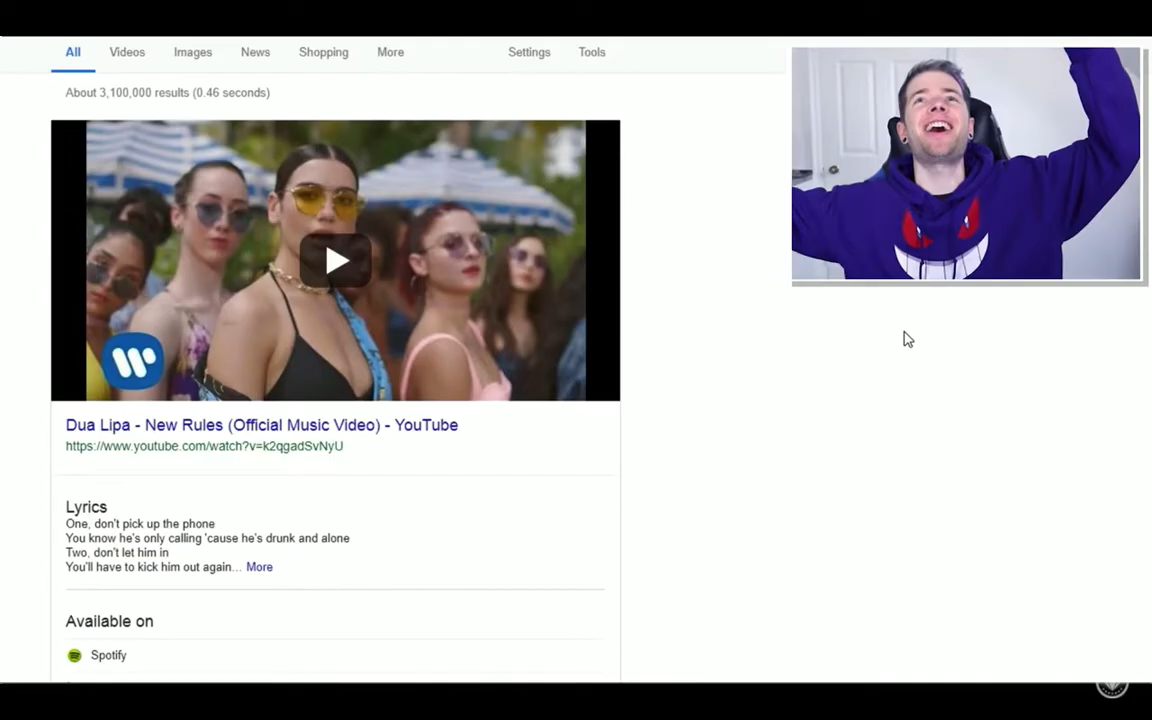 All Videos Images News Shopping More Settings Tools
About 3,100,000 results (0.46 seconds)
Dua Lipa - New Rules (Official Music Video) - YouTube
https://www.youtube.com/watch?v=k2qgadSvNyU
Lyrics
One, don't pick up the phone
You know he's only calling 'cause he's drunk and alone
Two, don't let him in
You'll have to kick him out again... More
Available on
Spotify